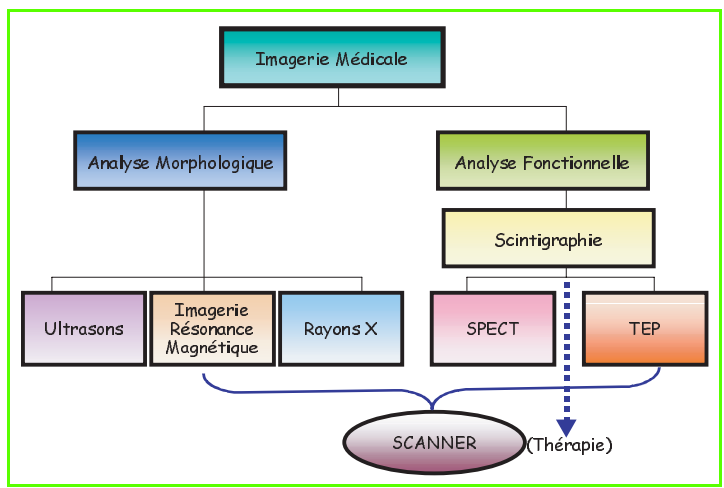 Imagerie Médicale
Analyse Morphologique
Analyse Fonctionnelle
Scintigraphie
Ultrasons
Imagerie
Résonance
Magnétique
Rayons X
SPECT
TEP
SCANNER
(Thérapie)